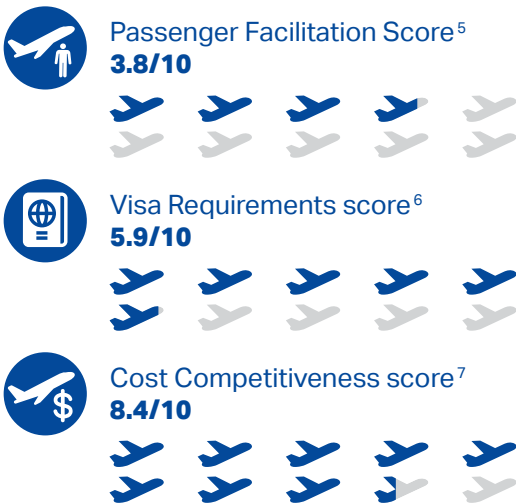 Passenger Facilitation Score⁵
3.8/10
Visa Requirements score⁶
5.9/10
$
Cost Competitiveness score⁷
8.4/10